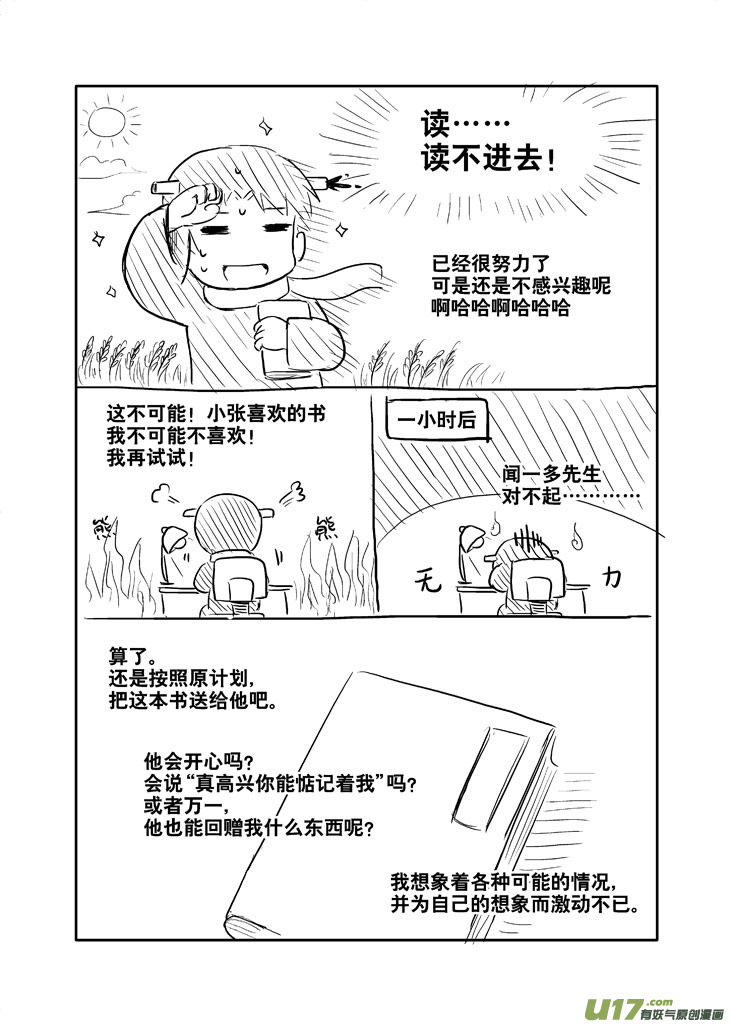 读……
读不进去！
已经很努力了
可是还是不感兴趣呢
啊哈哈啊哈哈哈
这不可能！小张喜欢的书
我不可能不喜欢！
我再试试！
熊
熊
一小时后
闻一多先生
对不起…………
无
力
算了。
还是按照原计划，
把这本书送给他吧。
他会开心吗？
会说“真高兴你能惦记着我”吗？
或者万一，
他也能回赠我什么东西呢？
我想象着各种可能的情况，
并为自己的想象而激动不已。
U17.com
有妖气原创漫画